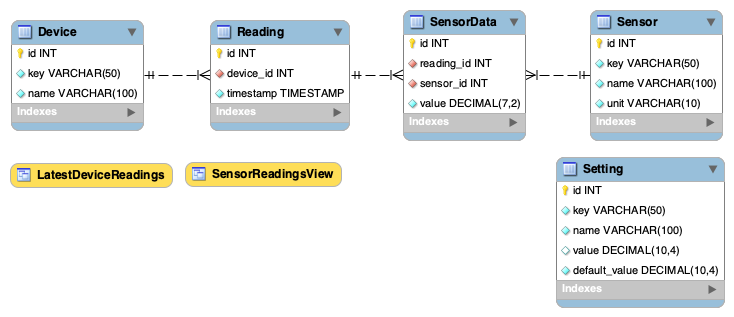 Device
id INT
key VARCHAR(50)
name VARCHAR(100)
Indexes
Reading
id INT
device_id INT
timestamp TIMESTAMP
Indexes
SensorData
id INT
reading_id INT
sensor_id INT
value DECIMAL(7,2)
Indexes
Sensor
id INT
key VARCHAR(50)
name VARCHAR(100)
unit VARCHAR(10)
Indexes
LatestDeviceReadings
SensorReadingsView
Setting
id INT
key VARCHAR(50)
name VARCHAR(100)
value DECIMAL(10,4)
default_value DECIMAL(10,4)
Indexes